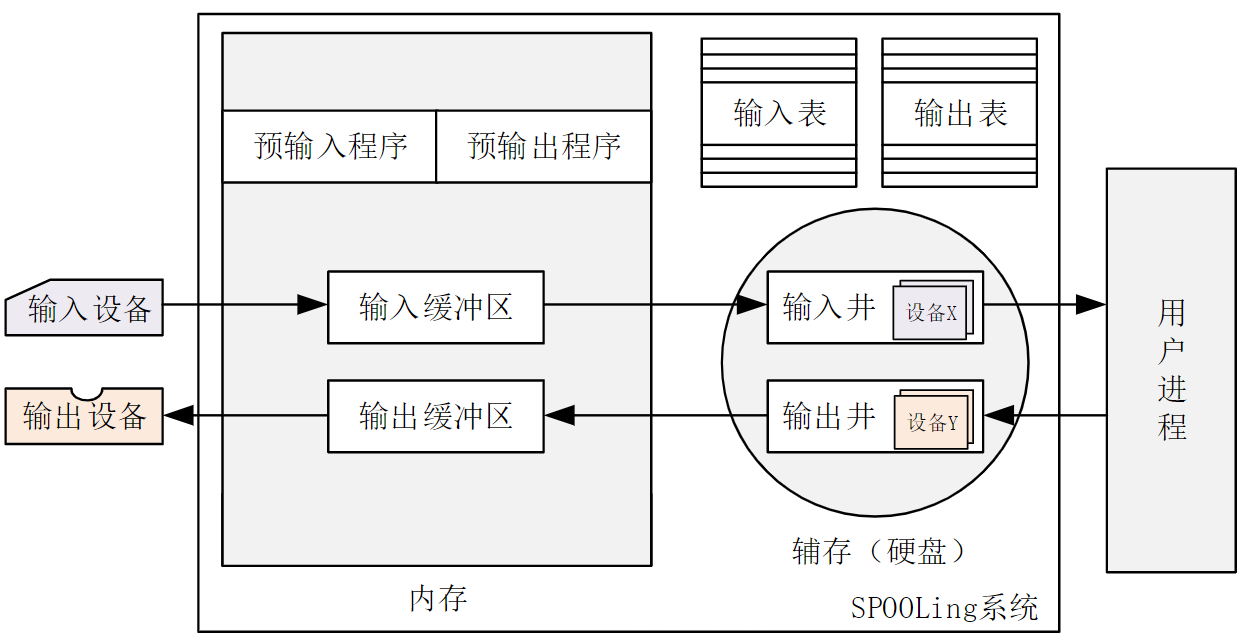 输入表
输出表
预输入程序
预输出程序
输入设备
输入缓冲区
输入井
设备X
输出设备
输出缓冲区
输出井
设备Y
用
户
进
程
辅存（硬盘）
内存
SPOOLing系统